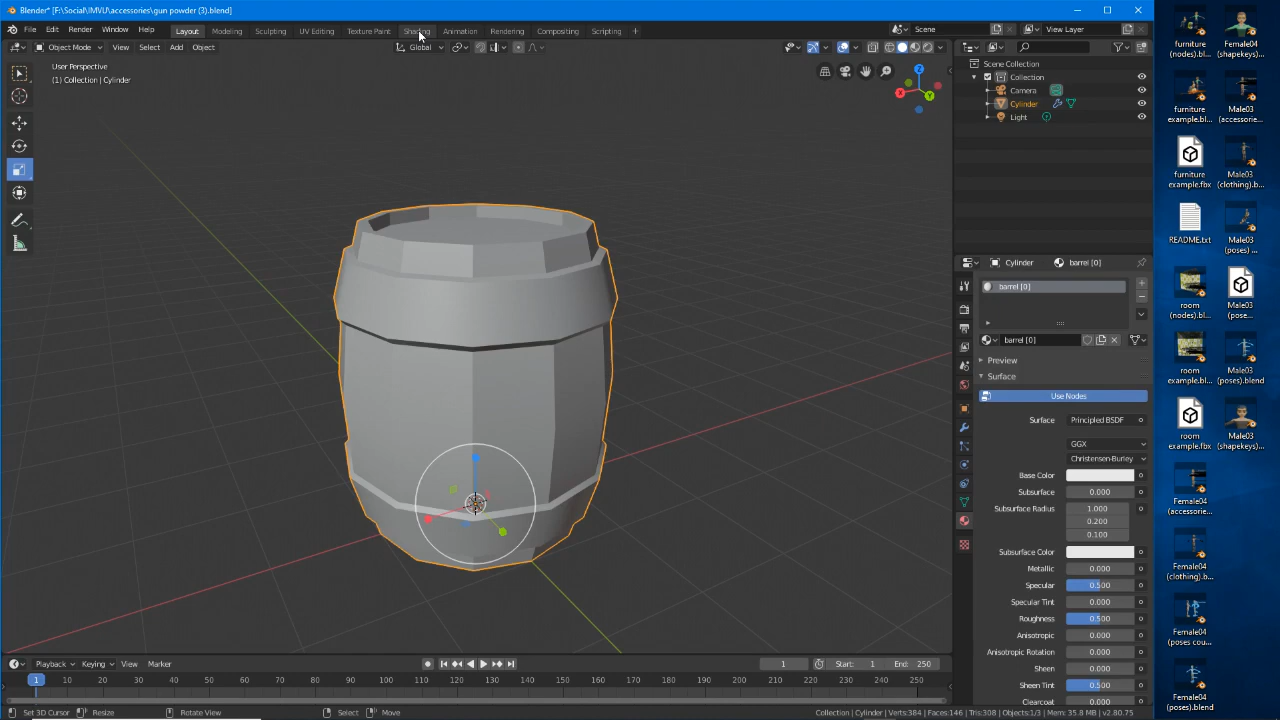 Blender* [F:\Social\IMVU\accessories\gun powder (3).blend]
File Edit Render Window Help Layout Modeling Sculpting UV Editing Texture Paint Shading Animation Rendering Compositing Scripting + Scene View Layer
Object Mode View Select Add Object Global
User Perspective
(1) Collection | Cylinder
X Y Z
Scene Collection
Collection
Camera
Cylinder
Light
Cylinder barrel [0]
barrel [0]
barrel [0]
Preview
Surface
Use Nodes
Surface Principled BSDF
GGX
Christensen-Burley
Base Color
Subsurface 0.000
Subsurface Radius 1.000
0.200
0.100
Subsurface Color
Metallic 0.000
Specular 0.500
Specular Tint 0.000
Roughness 0.500
Anisotropic 0.000
Anisotropic Rotation 0.000
Sheen 0.000
Sheen Tint 0.500
Clearcoat 0.000
Playback Keying View Marker 1 Start: 1 End: 250
1 10 20 30 40 50 60 70 80 90 100 110 120 130 140 150 160 170 180 190 200 210 220 230 240 250
Set 3D Cursor Resize Rotate View Select Move Collection | Cylinder | Verts:384 | Faces:146 | Tris:308 | Objects:1/3 | Mem: 35.8 MB | v2.80.75
furniture
(nodes).bl...
Female04
(shapekeys)
furniture
example.bl...
Male03
(accessorie...
furniture
example.fbx
Male03
(clothing).b...
README.txt
Male03
(poses) ...
room
(nodes).bl...
Male03
(pose...
room
example.bl...
Male03
(poses).blend
room
example.fbx
Male03
(shapekeys)
Female04
(accessorie...
Female04
(clothing).b...
Female04
(poses cou...
Female04
(poses).blend